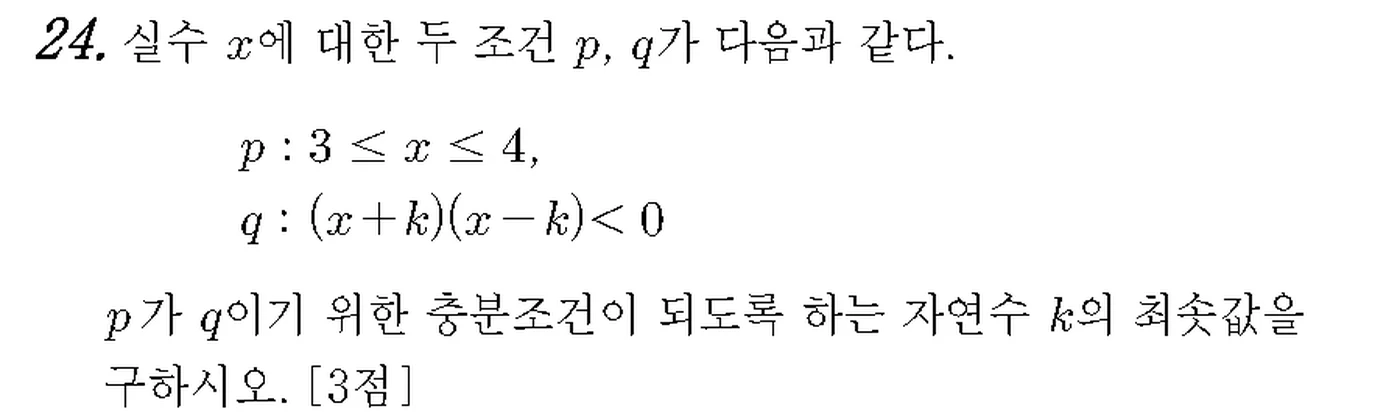 24. 실수 x에 대한 두 조건 p, q가 다음과 같다.
p : 3 ≤ x ≤ 4,
q : (x+k)(x-k)< 0
p가 q이기 위한 충분조건이 되도록 하는 자연수 k의 최솟값을
구하시오. [3점]